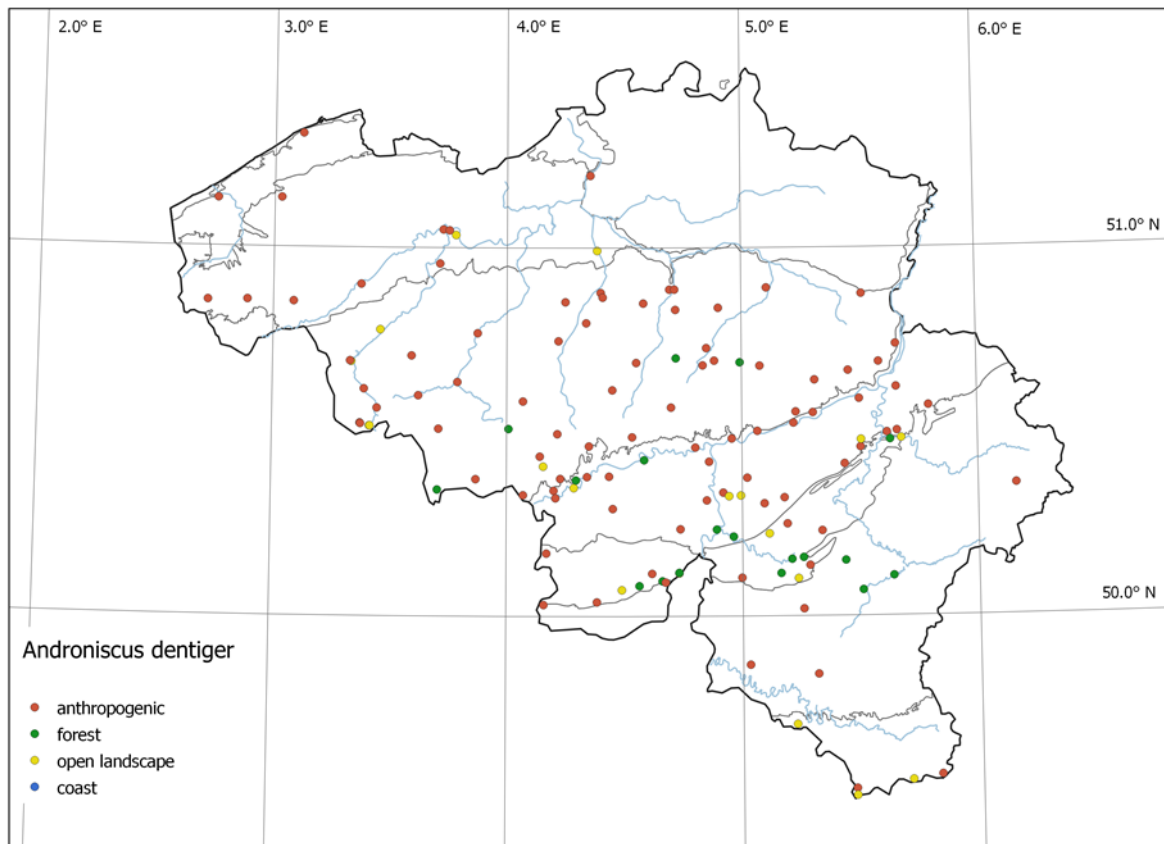 2.0° E
3.0° E
4.0° E
5.0° E
6.0° E
51.0° N
50.0° N
Androniscus dentiger
anthropogenic
forest
open landscape
coast